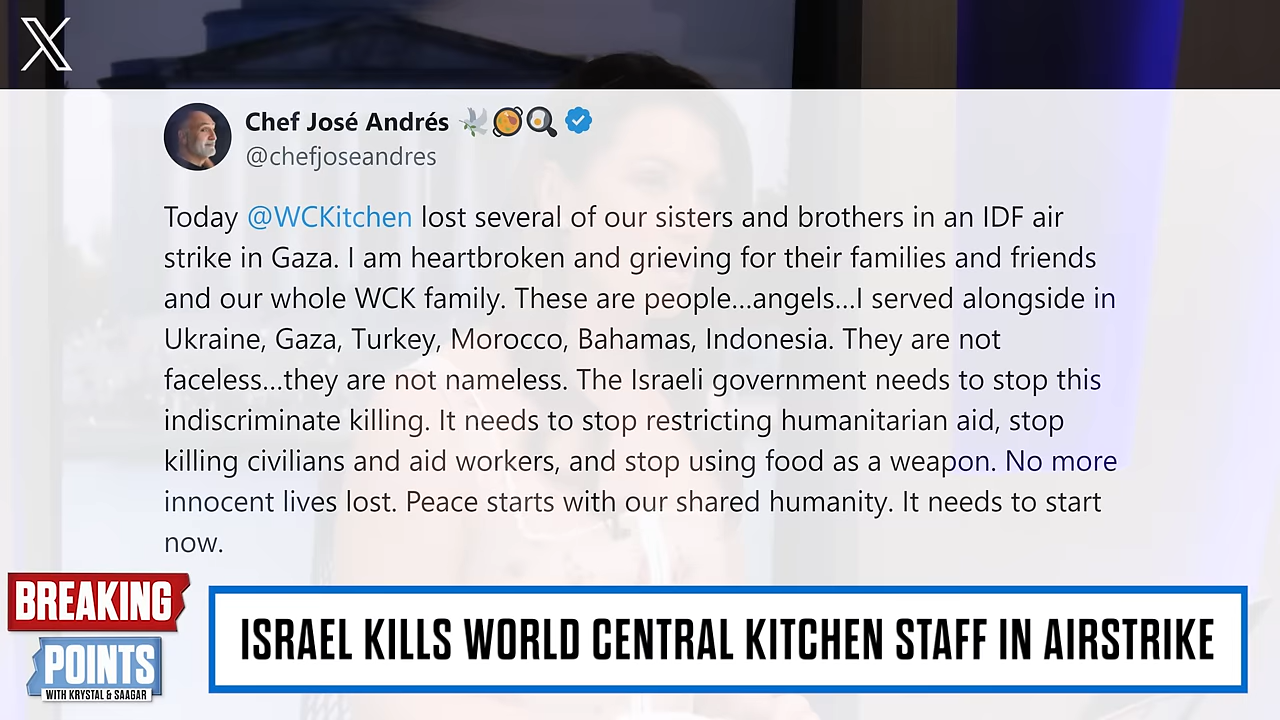 Chef José Andrés
@chefjoseandres
Today @WCKitchen lost several of our sisters and brothers in an IDF air
strike in Gaza. I am heartbroken and grieving for their families and friends
and our whole WCK family. These are people...angels...I served alongside in
Ukraine, Gaza, Turkey, Morocco, Bahamas, Indonesia. They are not
faceless...they are not nameless. The Israeli government needs to stop this
indiscriminate killing. It needs to stop restricting humanitarian aid, stop
killing civilians and aid workers, and stop using food as a weapon. No more
innocent lives lost. Peace starts with our shared humanity. It needs to start
now.
BREAKING
POINTS
WITH KRYSTAL & SAAGAR
ISRAEL KILLS WORLD CENTRAL KITCHEN STAFF IN AIRSTRIKE